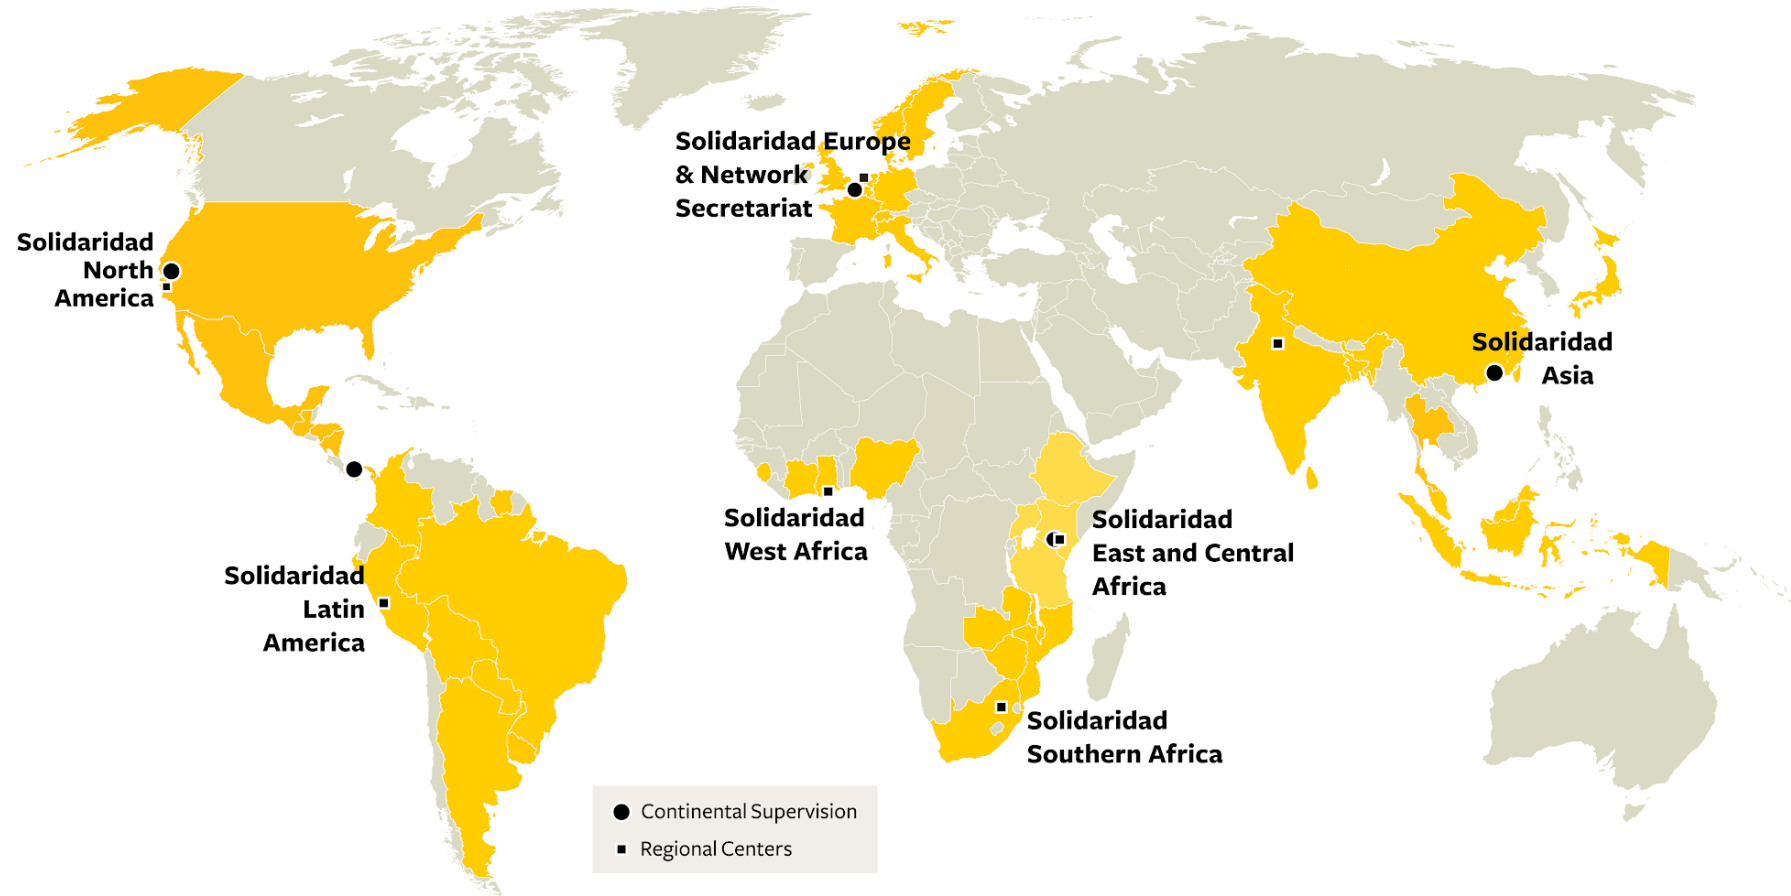 Solidaridad Europe
& Network
Secretariat
Solidaridad
North
America
Solidaridad
Asia
Solidaridad
West Africa
Solidaridad
East and Central
Africa
Solidaridad
Latin
America
Solidaridad
Southern Africa
Continental Supervision
Regional Centers